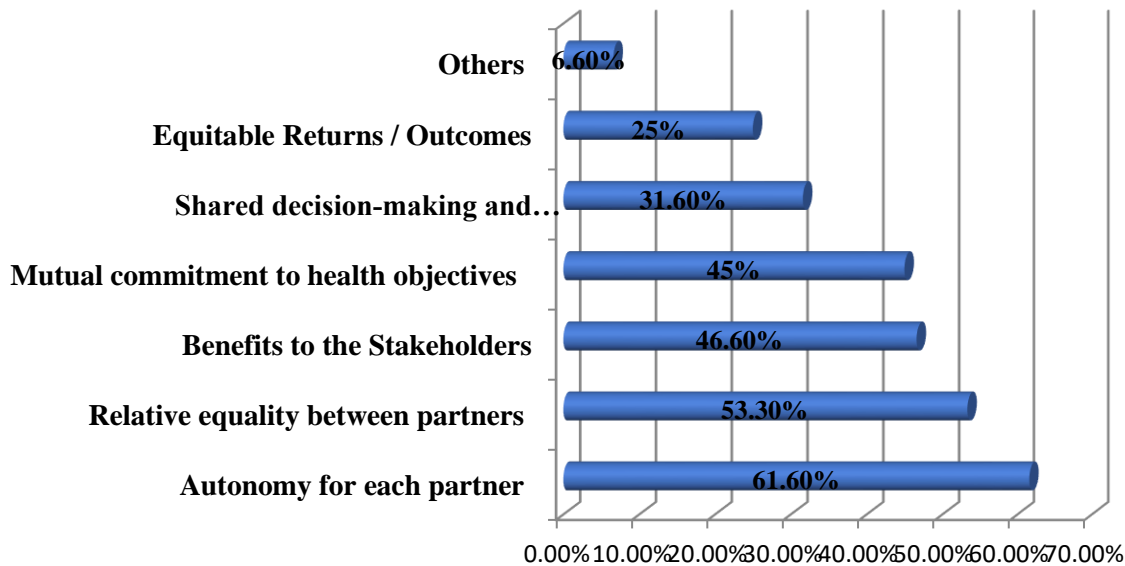 Others 6.60%
Equitable Returns / Outcomes 25%
Shared decision-making and… 31.60%
Mutual commitment to health objectives 45%
Benefits to the Stakeholders 46.60%
Relative equality between partners 53.30%
Autonomy for each partner 61.60%
0.00% 10.00% 20.00% 30.00% 40.00% 50.00% 60.00% 70.00%